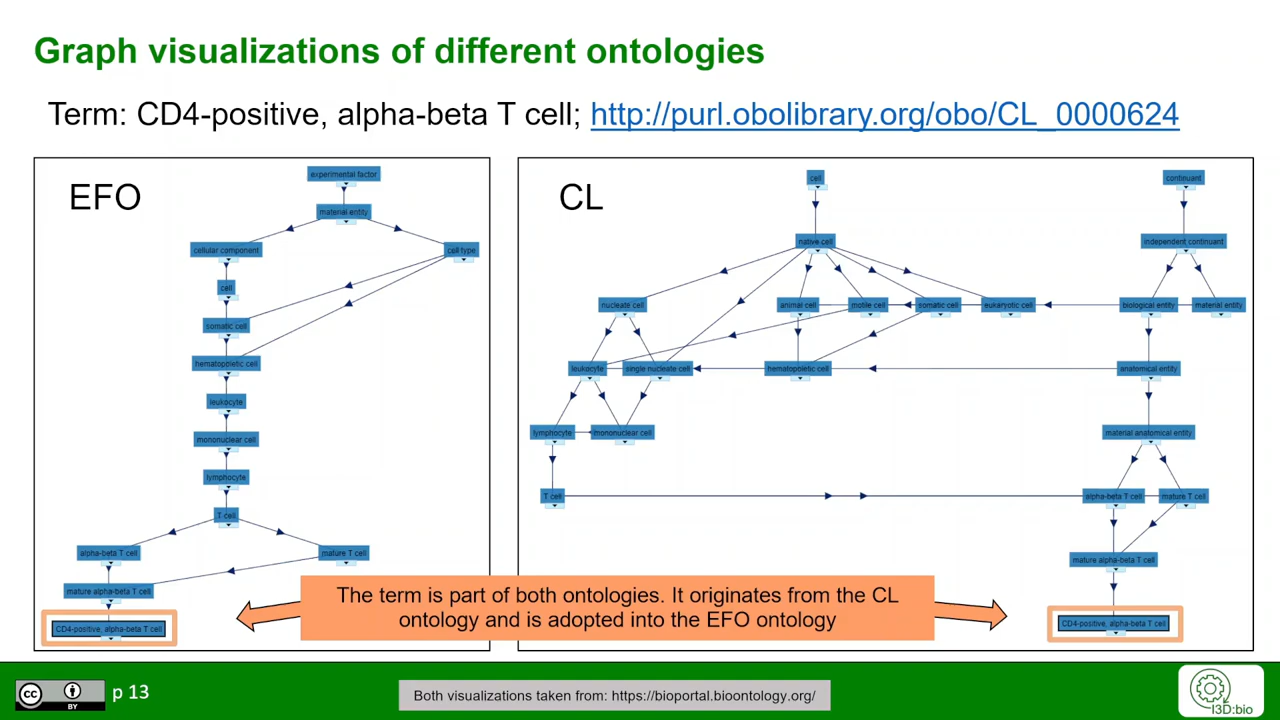 Graph visualizations of different ontologies
Term: CD4-positive, alpha-beta T cell; http://purl.obolibrary.org/obo/CL_0000624
EFO
experimental factor
material entity
cellular component
cell type
cell
somatic cell
hematopoietic cell
leukocyte
mononuclear cell
lymphocyte
T cell
alpha-beta T cell
mature T cell
mature alpha-beta T cell
CD4-positive, alpha-beta T cell
CL
cell
continuant
native cell
independent continuant
nucleate cell
animal cell
motile cell
somatic cell
eukaryotic cell
biological entity
material entity
leukocyte
single nucleate cell
hematopoietic cell
anatomical entity
lymphocyte
mononuclear cell
material anatomical entity
T cell
alpha-beta T cell
mature T cell
mature alpha-beta T cell
CD4-positive, alpha-beta T cell
The term is part of both ontologies. It originates from the CL
ontology and is adopted into the EFO ontology
CC
BY
p 13
Both visualizations taken from: https://bioportal.bioontology.org/
I3D:bio